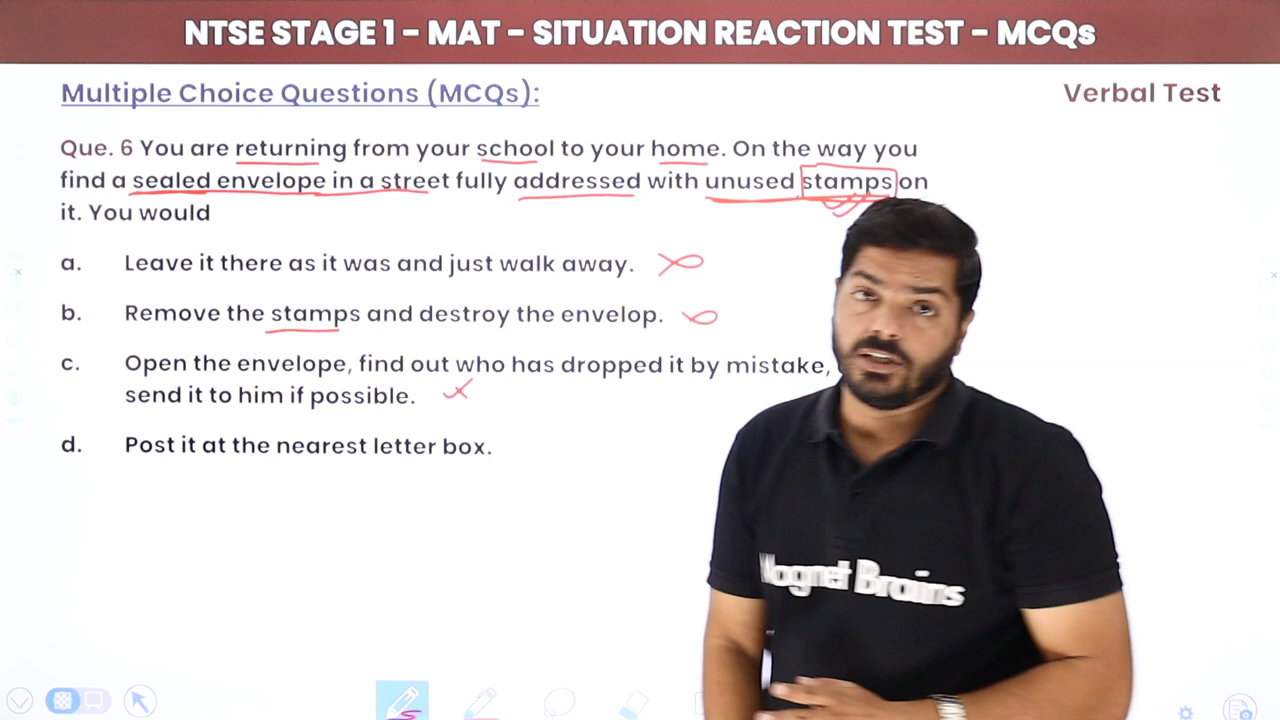 NTSE STAGE 1 – MAT – SITUATION REACTION TEST – MCQs
Multiple Choice Questions (MCQs):
Verbal Test
Que. 6 You are returning from your school to your home. On the way you
find a sealed envelope in a street fully addressed with unused stamps on
it. You would
a. Leave it there as it was and just walk away.
b. Remove the stamps and destroy the envelop.
c. Open the envelope, find out who has dropped it by mistake,
send it to him if possible.
d. Post it at the nearest letter box.
Magnet Brains